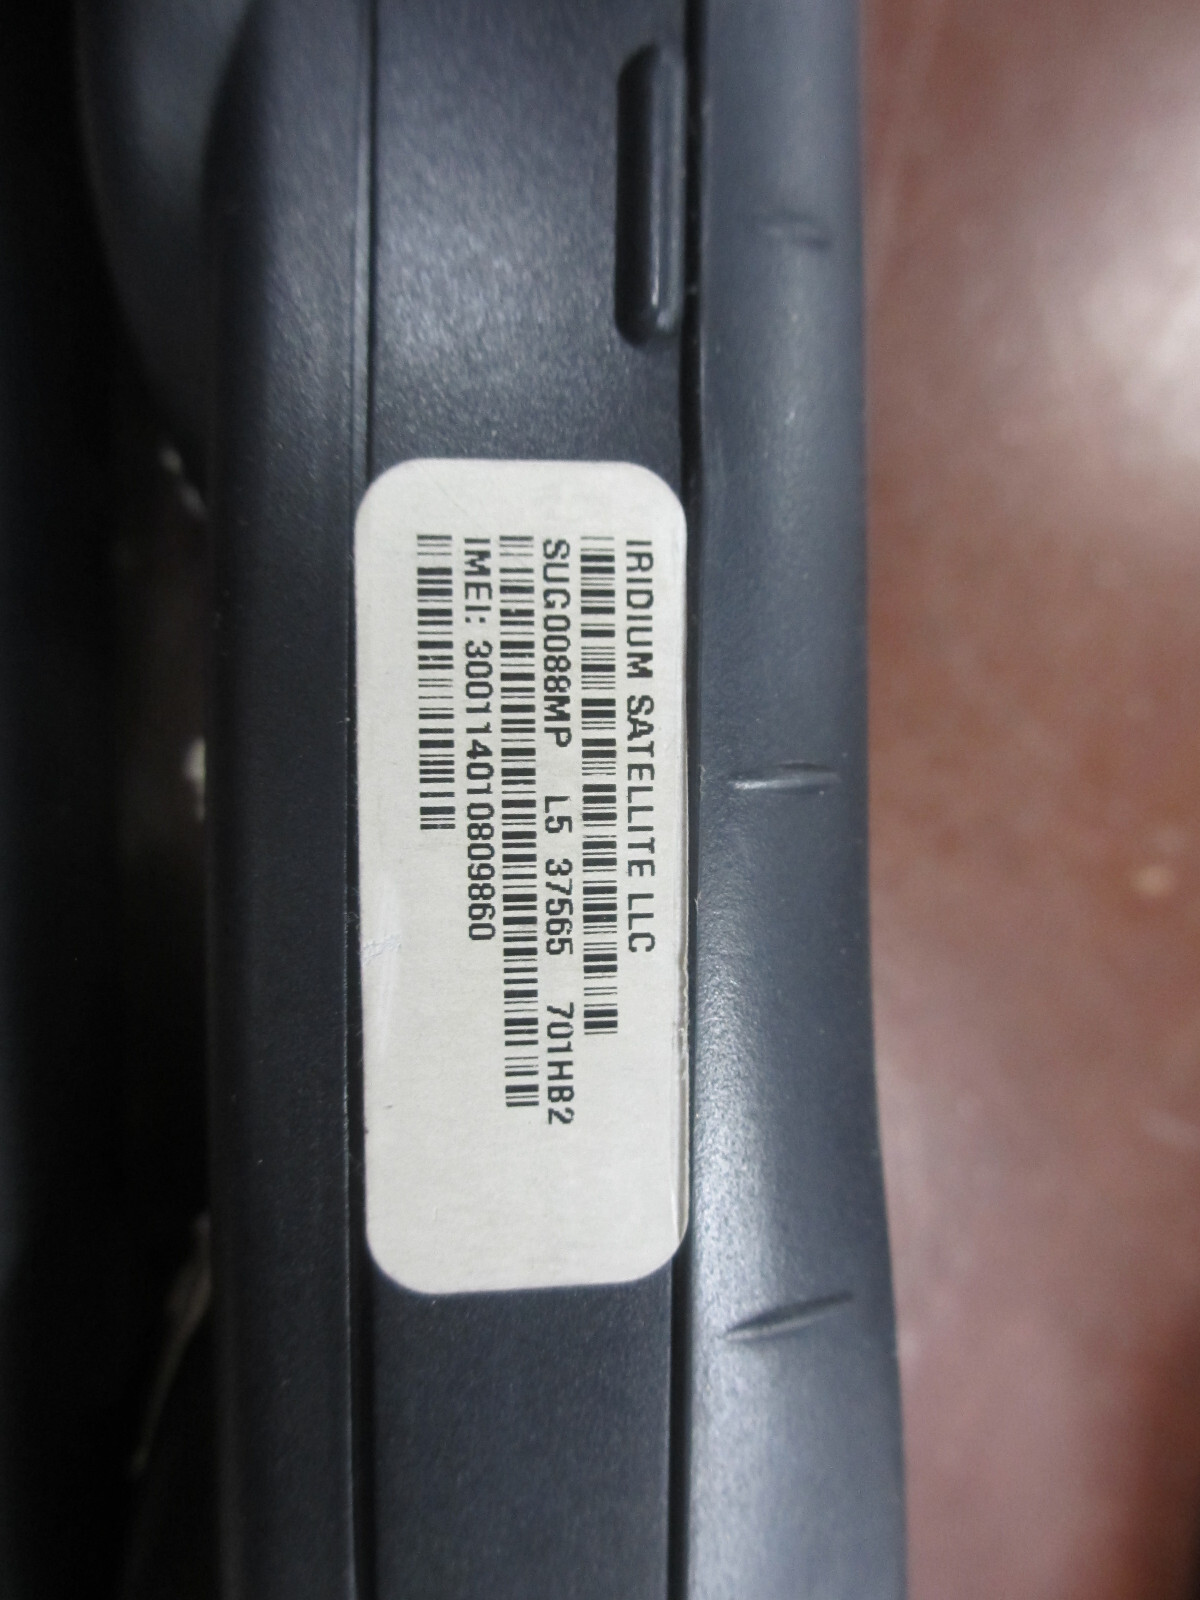 IRIDIUM SATELLITE LLC
SUG0088MP L5 37565 701HB2
IMEI: 300114010809860